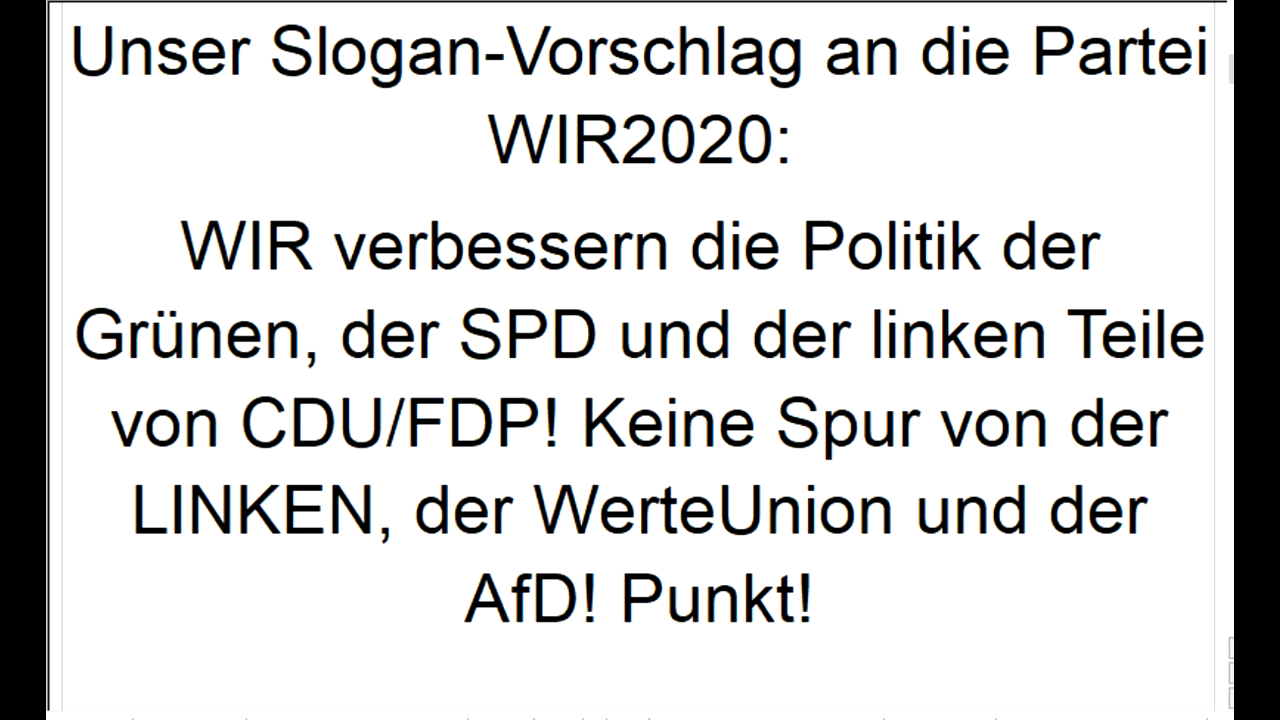 Unser Slogan-Vorschlag an die Partei
WIR2020:
WIR verbessern die Politik der
Grünen, der SPD und der linken Teile
von CDU/FDP! Keine Spur von der
LINKEN, der WerteUnion und der
AfD! Punkt!